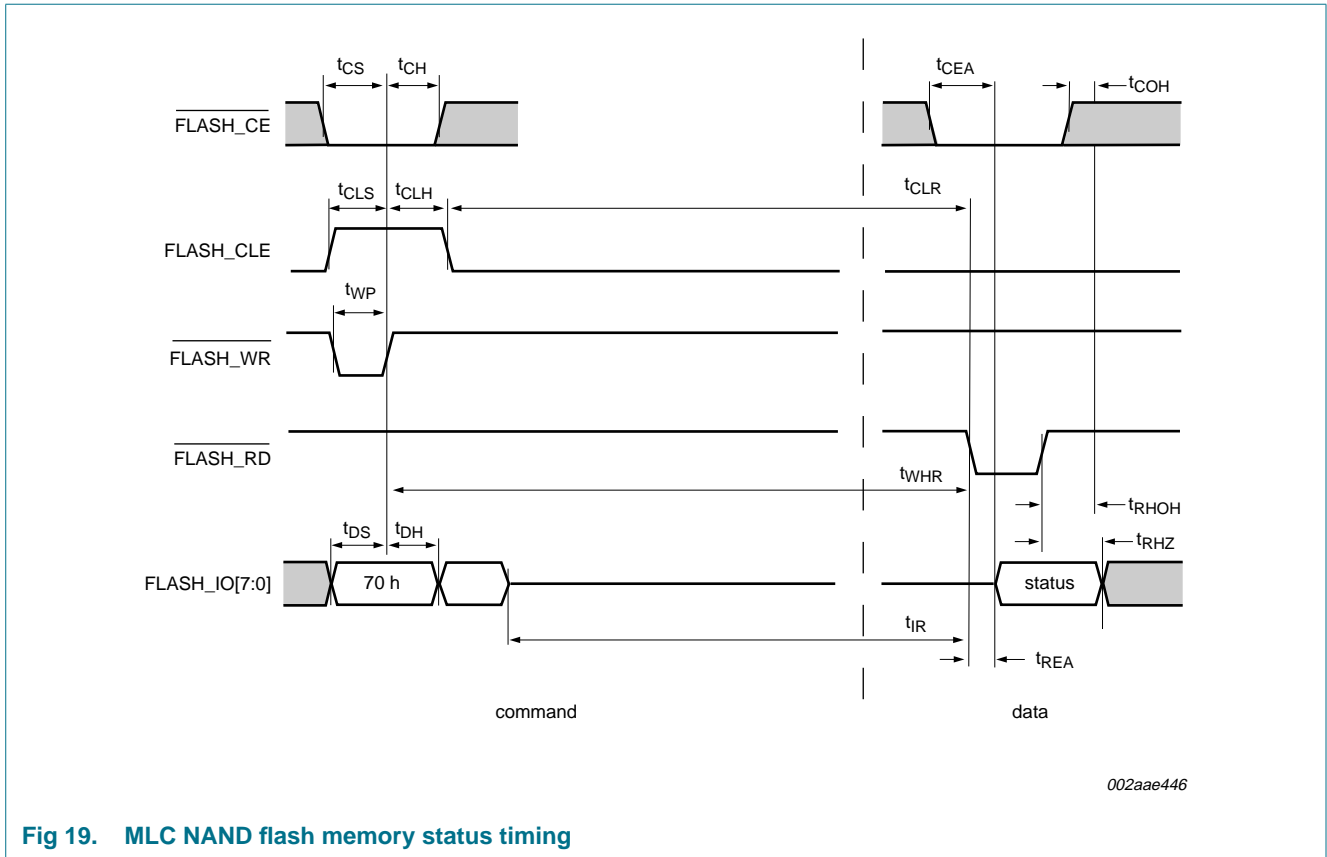 tCS tCH tCEA tCOH
FLASH_CE
tCLS tCLH tCLR
FLASH_CLE
tWP
FLASH_WR
FLASH_RD
tWHR
tRHOH
tDS tDH tRHZ
FLASH_IO[7:0] 70 h status
tIR
tREA
command data
002aae446
Fig 19. MLC NAND flash memory status timing